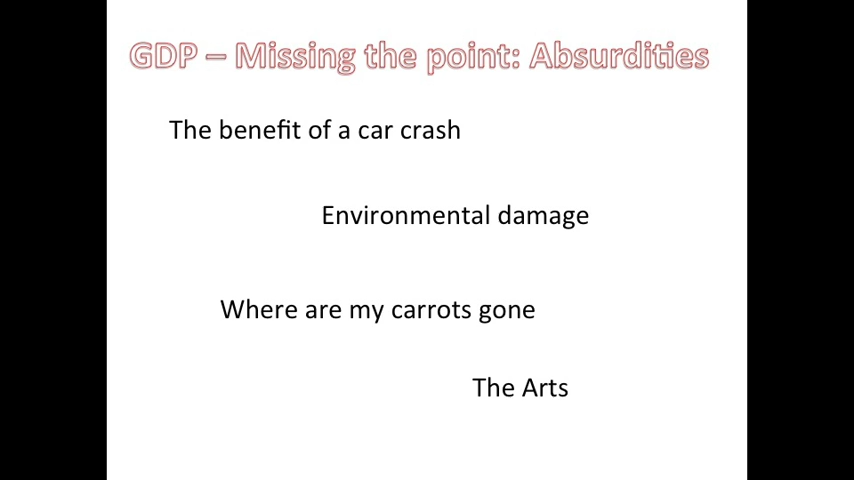 GDP – Missing the point: Absurdities
The benefit of a car crash
Environmental damage
Where are my carrots gone
The Arts